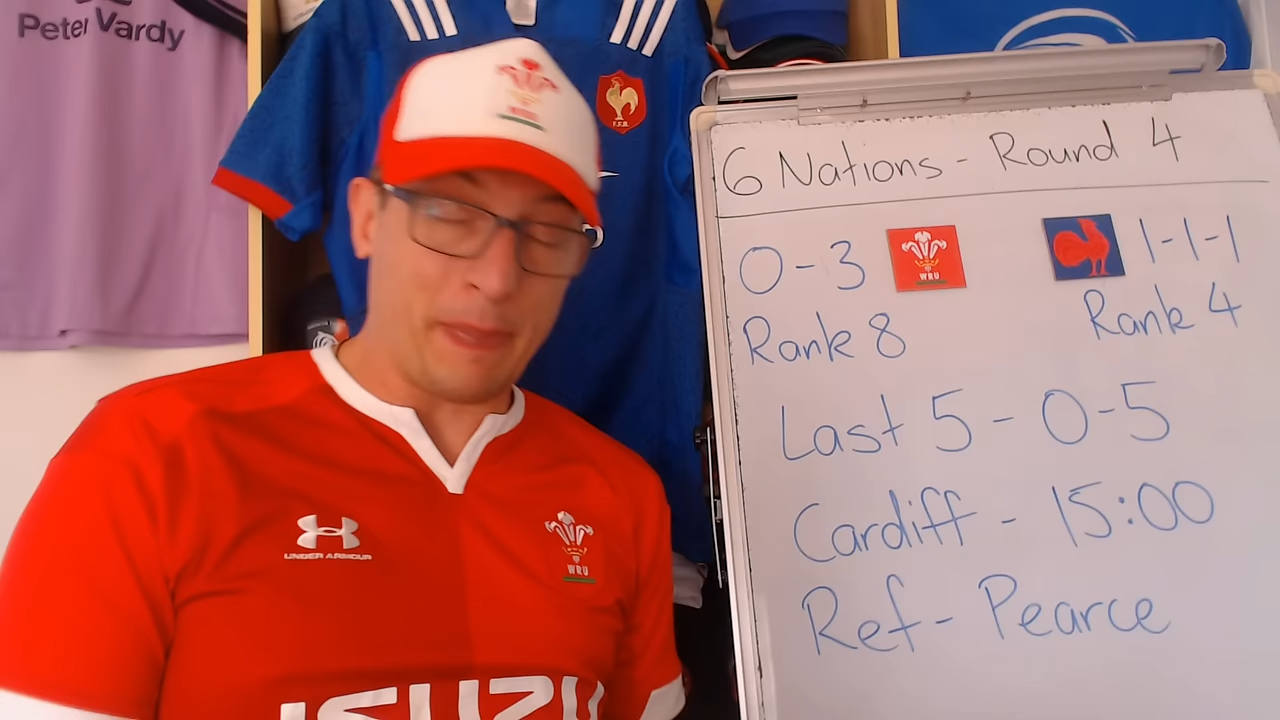 Peter Vardy
F.F.R.
WRU
6 Nations - Round 4
0-3
WRU
1-1-1
Rank 8
Rank 4
Last 5 - 0-5
Cardiff - 15:00
Ref - Pearce
UNDER ARMOUR
WRU
ISUZU